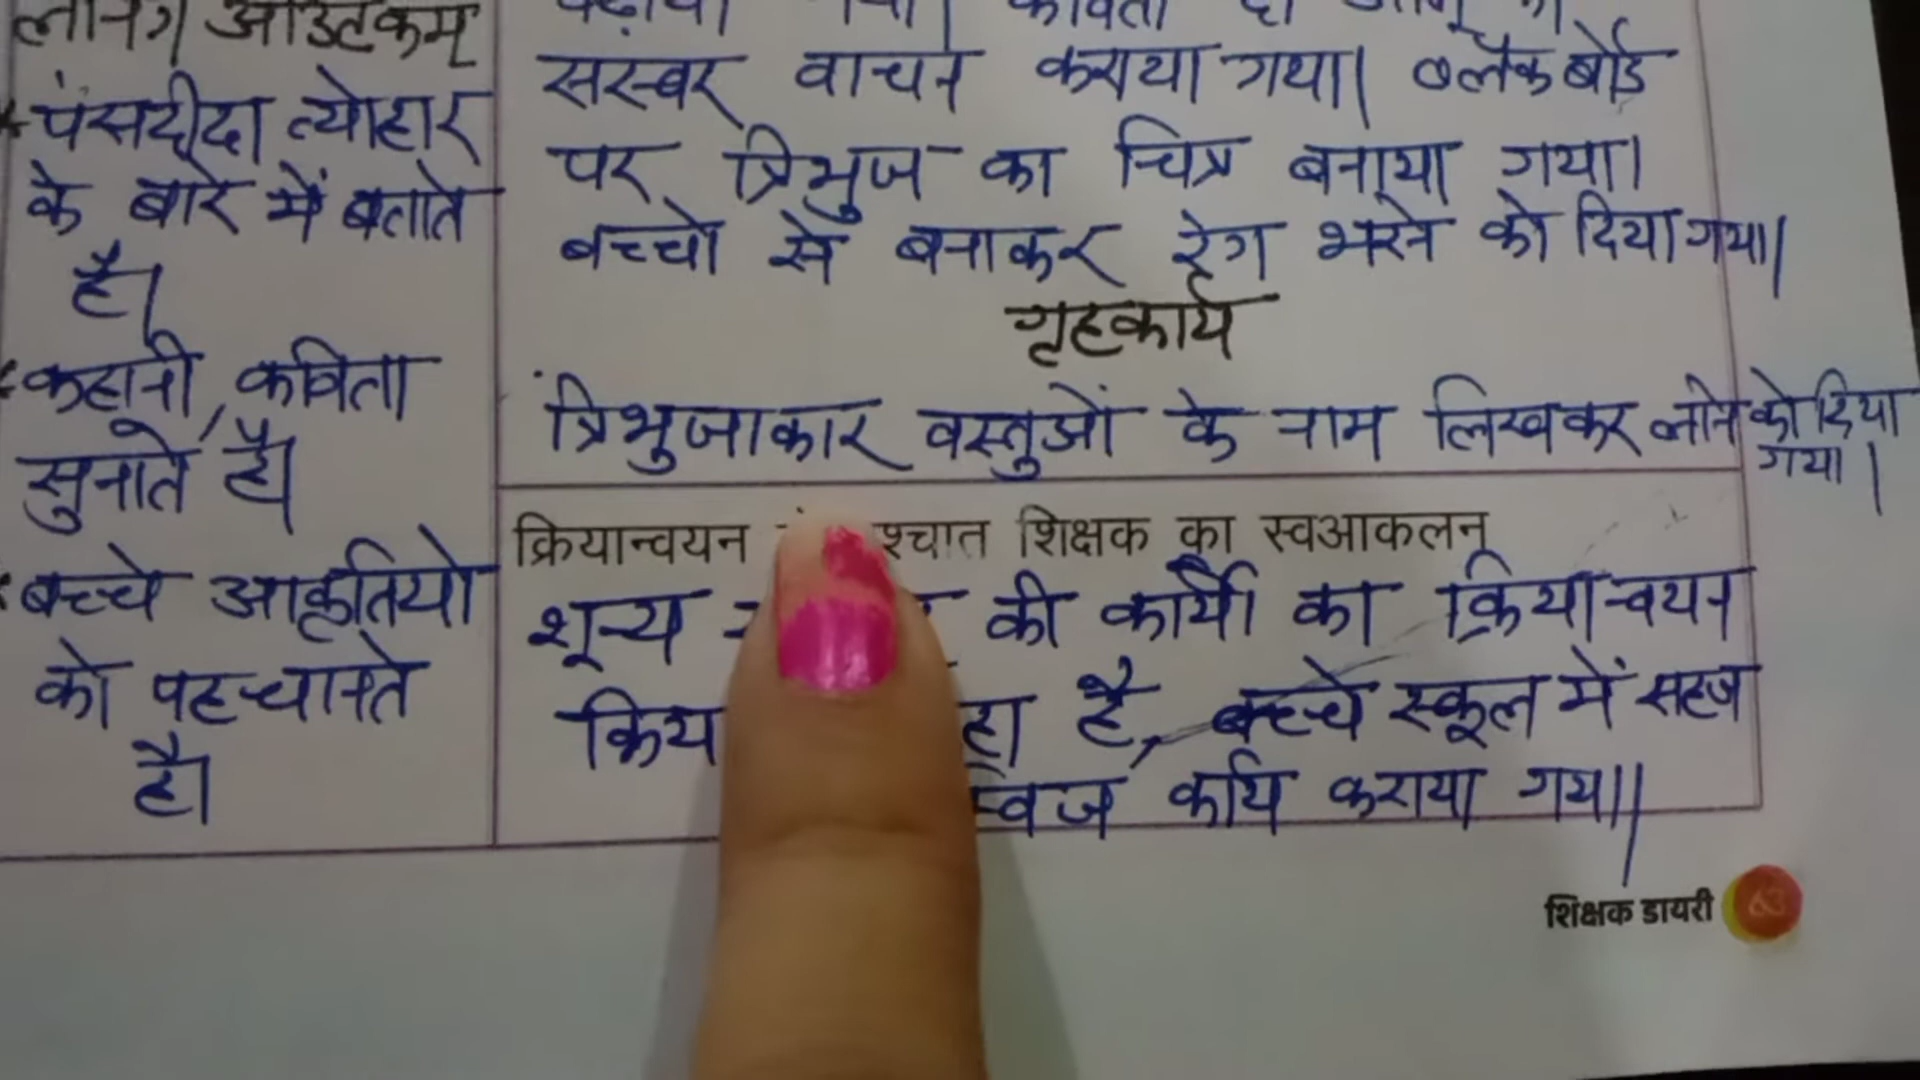 लर्निंग आउटकम
* पंसदीदा त्योहार
के बारे में बताते
है।
* कहानी, कविता
सुनाते है।
* बच्चे आकृतियो
को पहचानते
है।
कविता
सस्वर वाचन कराया गया। ब्लैकबोर्ड
पर त्रिभुज का चित्र बनाया गया।
बच्चो से बनाकर रंग भरने को दिया गया।
गृहकार्य
त्रिभुजाकार वस्तुओं के नाम लिखकर लाने को दिया
गया।
क्रियान्वयन श्चात शिक्षक का स्वआकलन
शून्य की कार्यो का क्रियान्वयन
किय हा है, बच्चे स्कूल में सहज
कार्य कराया गया।
शिक्षक डायरी 63